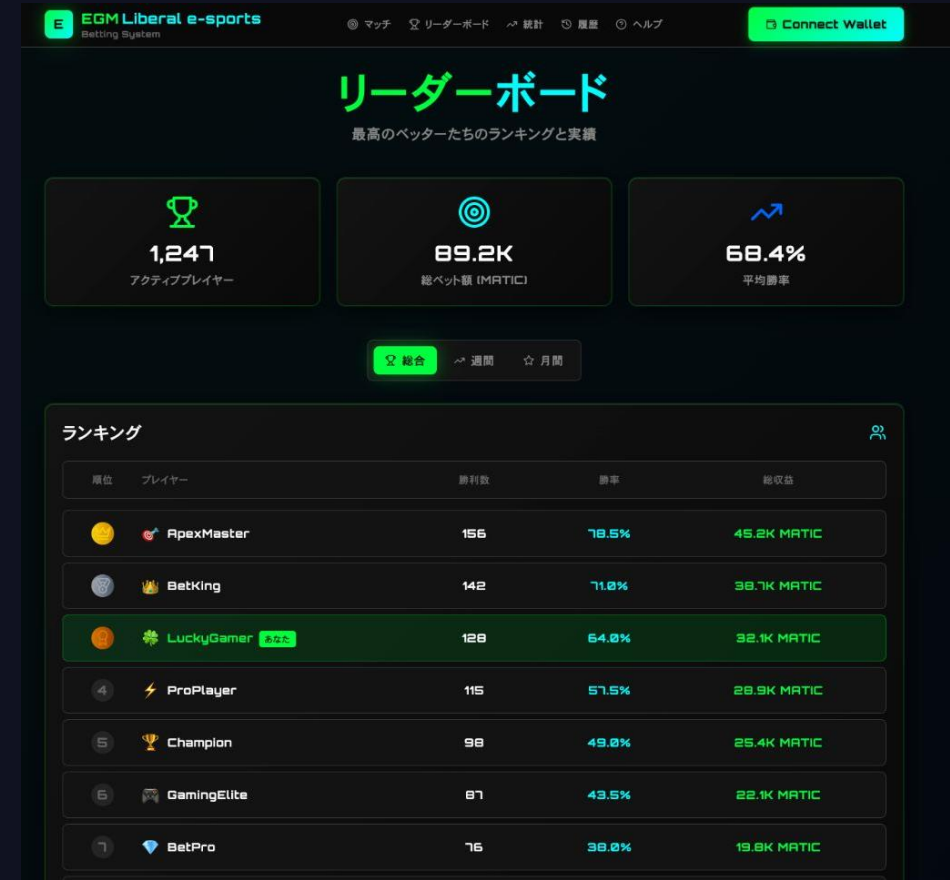 E
EGM Liberal e-sports
Betting System
マッチ リーダーボード 統計 履歴 ヘルプ
Connect Wallet
リーダーボード
最高のベッターたちのランキングと実績
1,247
アクティブプレイヤー
89.2K
総ベット額 (MATIC)
68.4%
平均勝率
総合 週間 月間
ランキング
順位 プレイヤー 勝利数 勝率 総収益
ApexMaster 156 78.5% 45.2K MATIC
BetKing 142 71.0% 38.7K MATIC
LuckyGamer あなた 128 64.0% 32.1K MATIC
4 ProPlayer 115 57.5% 28.9K MATIC
5 Champion 98 49.0% 25.4K MATIC
6 GamingElite 87 43.5% 22.1K MATIC
7 BetPro 76 38.0% 19.8K MATIC